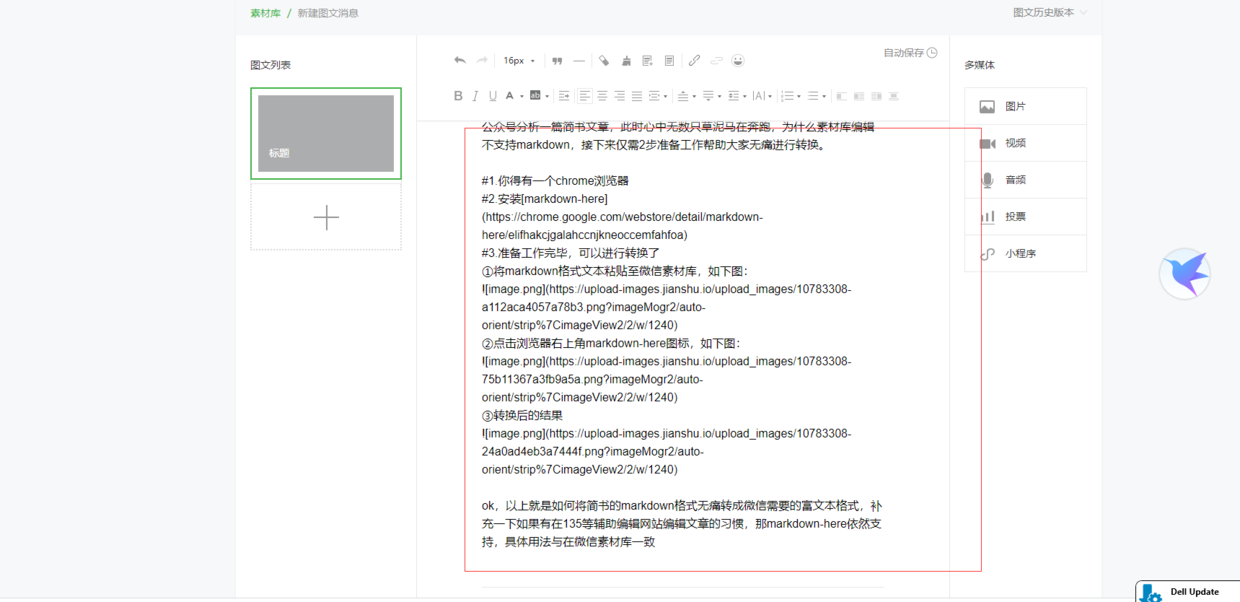 素材库 / 新建图文消息
图文历史版本
图文列表
标题
自动保存
16px
B I U A ab
|A|
公众号分析一篇简书文章，此时心中无数只草泥马在奔跑，为什么素材库编辑
不支持markdown，接下来仅需2步准备工作帮助大家无痛进行转换。
#1.你得有一个chrome浏览器
#2.安装[markdown-here]
(https://chrome.google.com/webstore/detail/markdown-
here/elifhakcjgalahccnjkneoccemfahfoa)
#3.准备工作完毕，可以进行转换了
①将markdown格式文本粘贴至微信素材库，如下图：
![image.png](https://upload-images.jianshu.io/upload_images/10783308-
a112aca4057a78b3.png?imageMogr2/auto-
orient/strip%7CimageView2/2/w/1240)
②点击浏览器右上角markdown-here图标，如下图：
![image.png](https://upload-images.jianshu.io/upload_images/10783308-
75b11367a3fb9a5a.png?imageMogr2/auto-
orient/strip%7CimageView2/2/w/1240)
③转换后的结果
![image.png](https://upload-images.jianshu.io/upload_images/10783308-
24a0ad4eb3a7444f.png?imageMogr2/auto-
orient/strip%7CimageView2/2/w/1240)
ok，以上就是如何将简书的markdown格式无痛转成微信需要的富文本格式，补
充一下如果有在135等辅助编辑网站编辑文章的习惯，那markdown-here依然支
持，具体用法与在微信素材库一致
多媒体
图片
视频
音频
投票
小程序
Dell Update